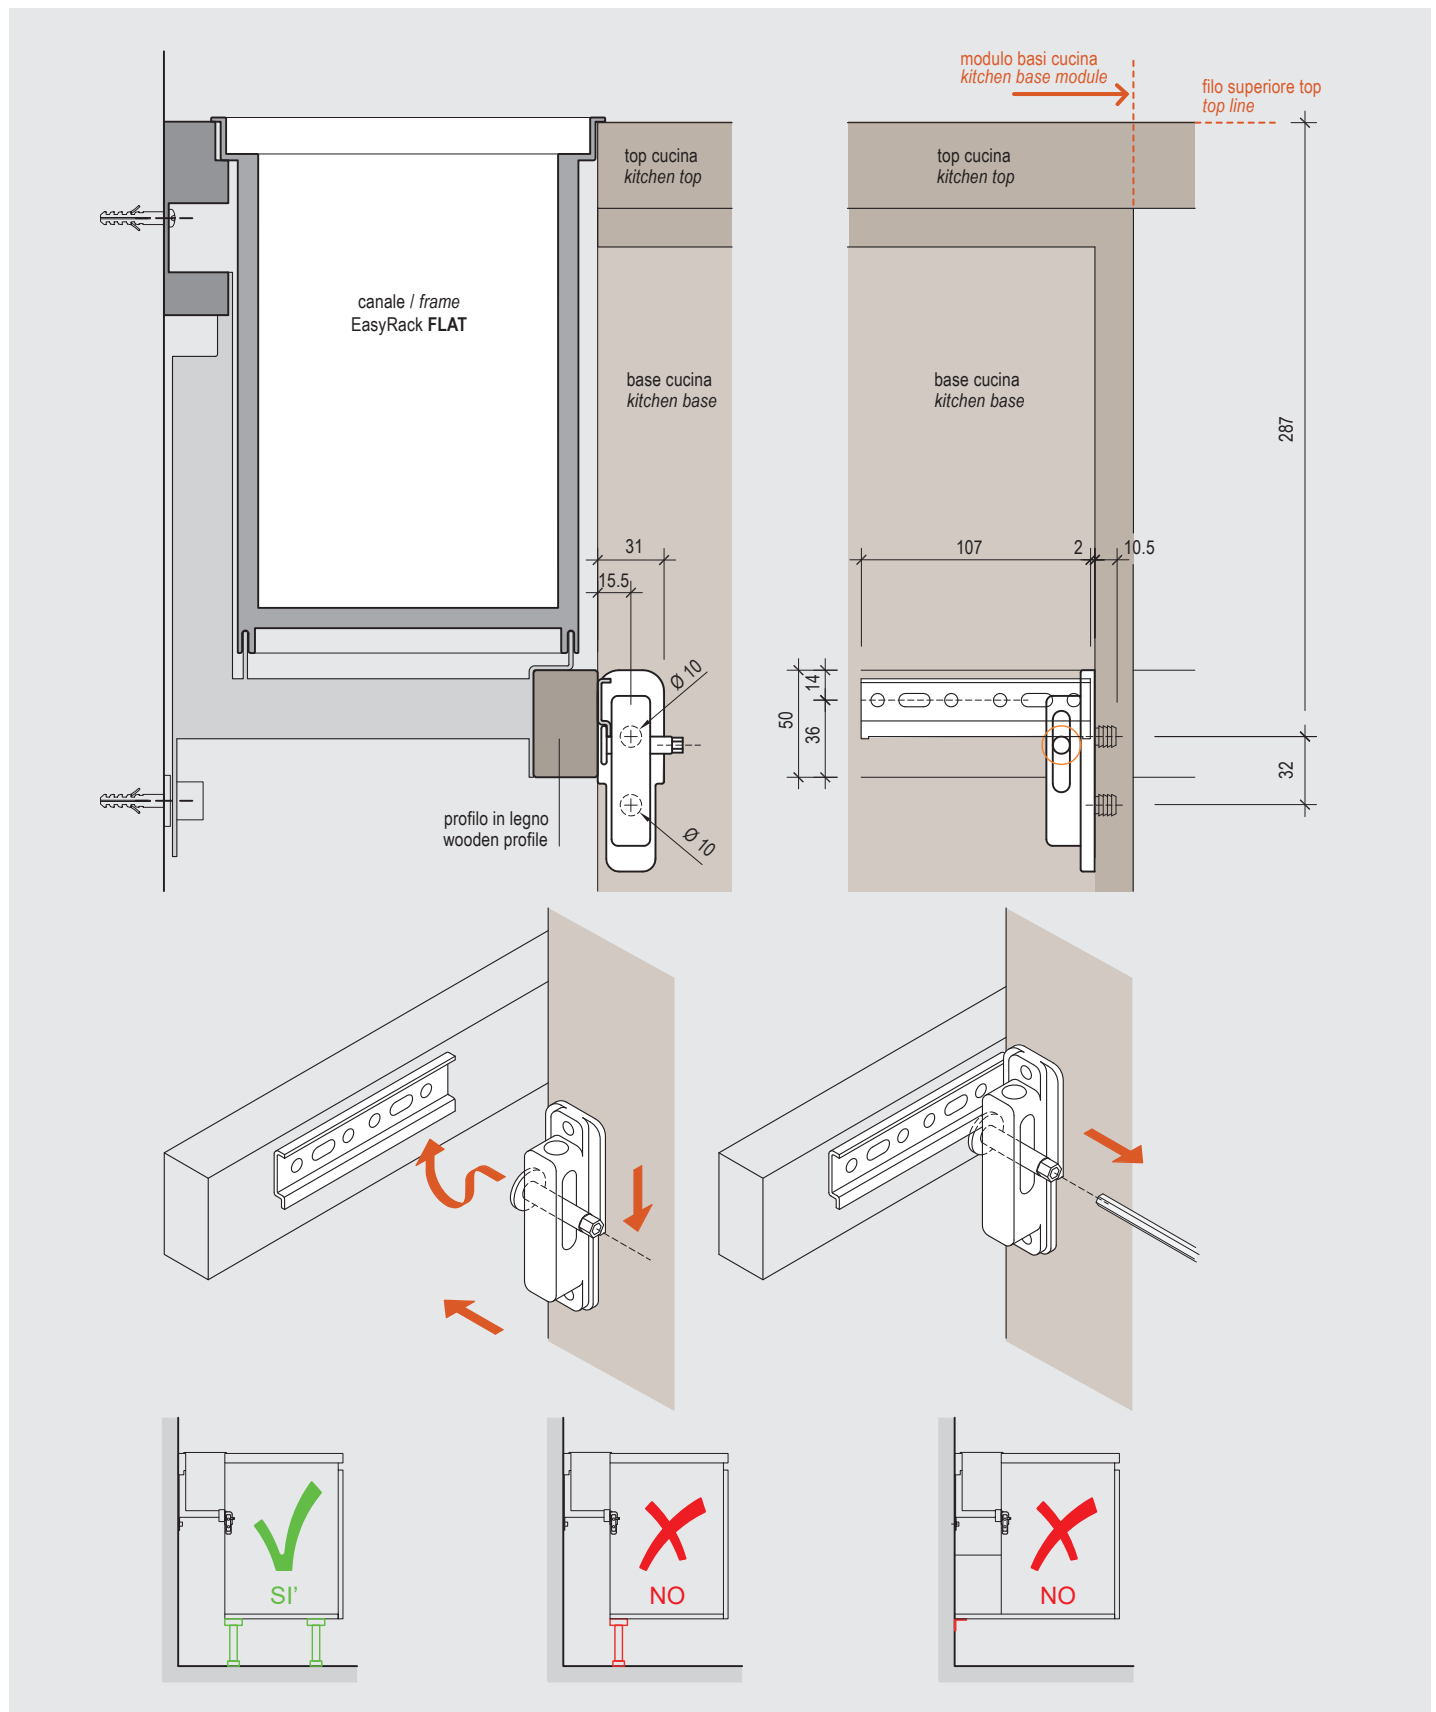 modulo basi cucina
kitchen base module
filo superiore top
top line
top cucina
kitchen top
top cucina
kitchen top
canale / frame
EasyRack FLAT
base cucina
kitchen base
base cucina
kitchen base
287
31
15.5
107
2
10.5
Ø 10
14
50
36
32
profilo in legno
wooden profile
Ø 10
SI’
NO
NO